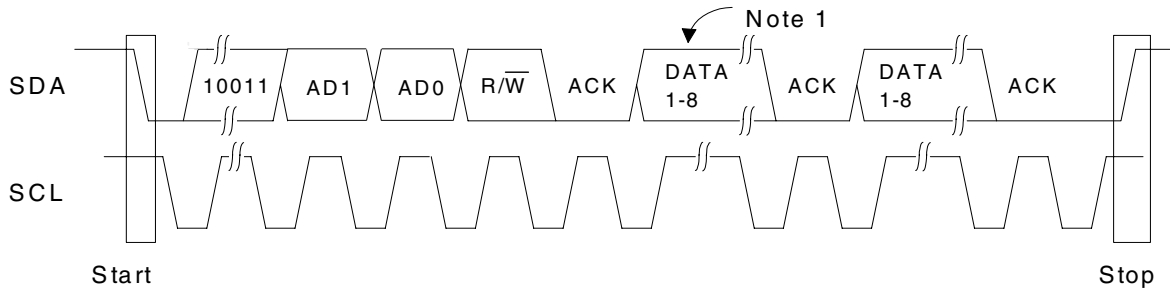 Note 1
SDA
10011
AD1
AD0
R/W̅
ACK
DATA
1-8
ACK
DATA
1-8
ACK
SCL
Start
Stop